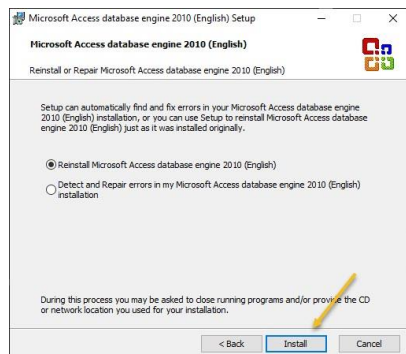 Microsoft Access database engine 2010 (English) Setup
Microsoft Access database engine 2010 (English)
Reinstall or Repair Microsoft Access database engine 2010 (English)
Setup can automatically find and fix errors in your Microsoft Access database engine
2010 (English) installation, or you can use Setup to reinstall Microsoft Access database
engine 2010 (English) just as it was installed originally.
Reinstall Microsoft Access database engine 2010 (English)
Detect and Repair errors in my Microsoft Access database engine 2010 (English)
installation
During this process you may be asked to close running programs and/or provide the CD
or network location you used for your installation.
< Back
Install
Cancel